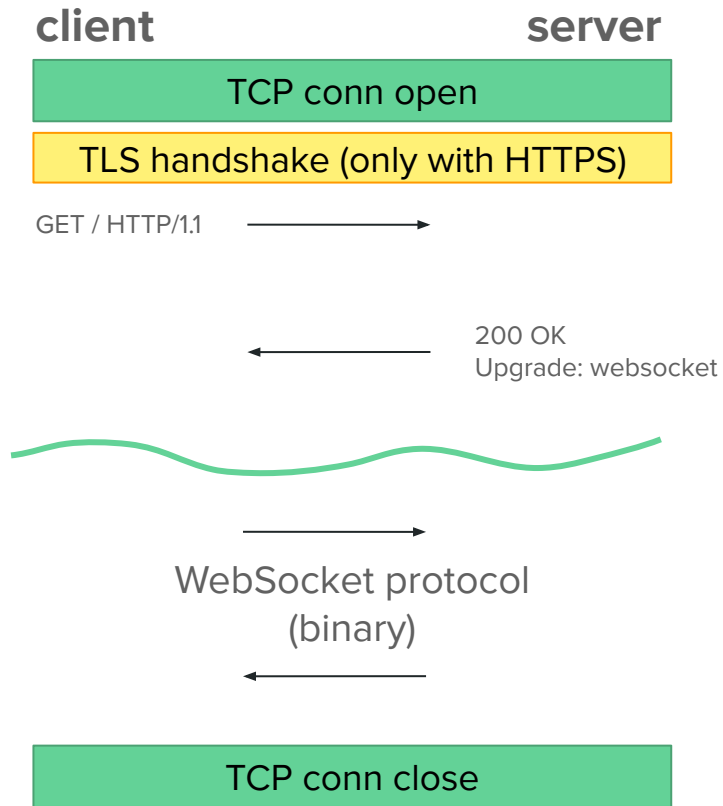 client
server
TCP conn open
TLS handshake (only with HTTPS)
GET / HTTP/1.1
200 OK
Upgrade: websocket
WebSocket protocol
(binary)
TCP conn close